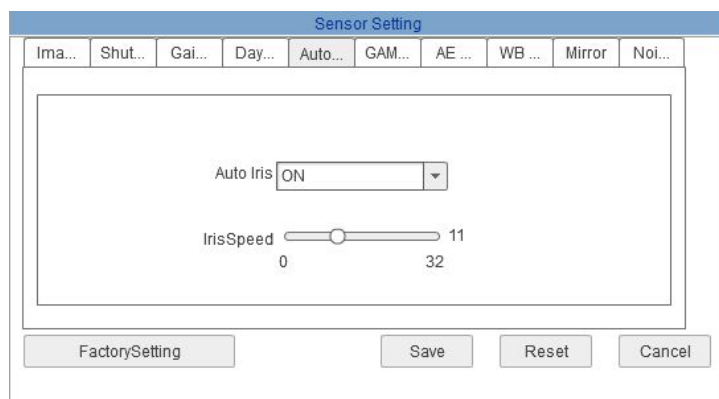 Sensor Setting
Ima... Shut... Gai... Day... Auto... GAM... AE ... WB ... Mirror Noi...
Auto Iris ON
IrisSpeed 11
0 32
FactorySetting Save Reset Cancel